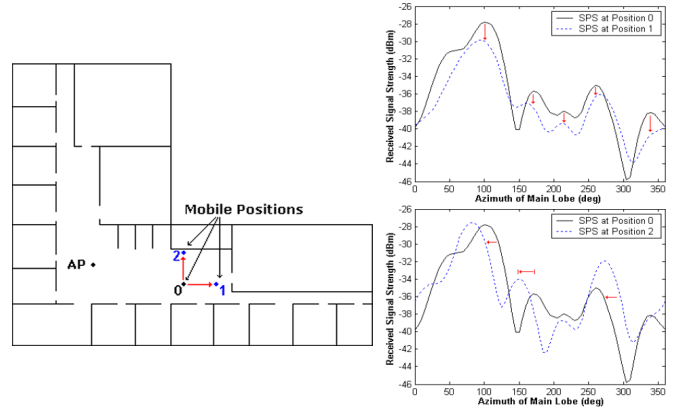 Mobile Positions
AP
2
0
1
SPS at Position 0
SPS at Position 1
Received Signal Strength (dBm)
-26
-28
-30
-32
-34
-36
-38
-40
-42
-44
-46
0 50 100 150 200 250 300 350
Azimuth of Main Lobe (deg)
SPS at Position 0
SPS at Position 2
Received Signal Strength (dBm)
-26
-28
-30
-32
-34
-36
-38
-40
-42
-44
-46
0 50 100 150 200 250 300 350
Azimuth of Main Lobe (deg)